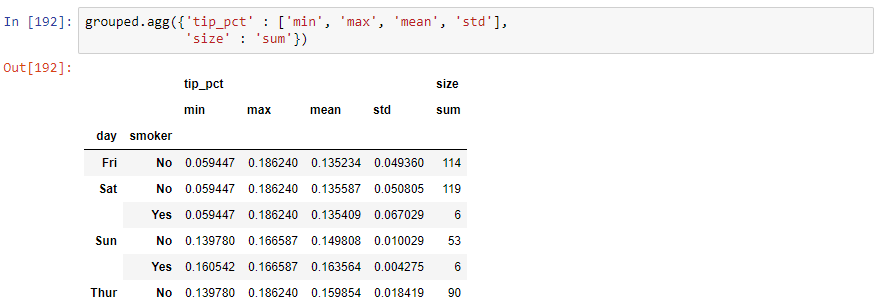 In [192]: grouped.agg({'tip_pct' : ['min', 'max', 'mean', 'std'],
'size' : 'sum'})
Out[192]:
tip_pct size
min max mean std sum
day smoker
Fri No 0.059447 0.186240 0.135234 0.049360 114
Sat No 0.059447 0.186240 0.135587 0.050805 119
Yes 0.059447 0.186240 0.135409 0.067029 6
Sun No 0.139780 0.166587 0.149808 0.010029 53
Yes 0.160542 0.166587 0.163564 0.004275 6
Thur No 0.139780 0.186240 0.159854 0.018419 90